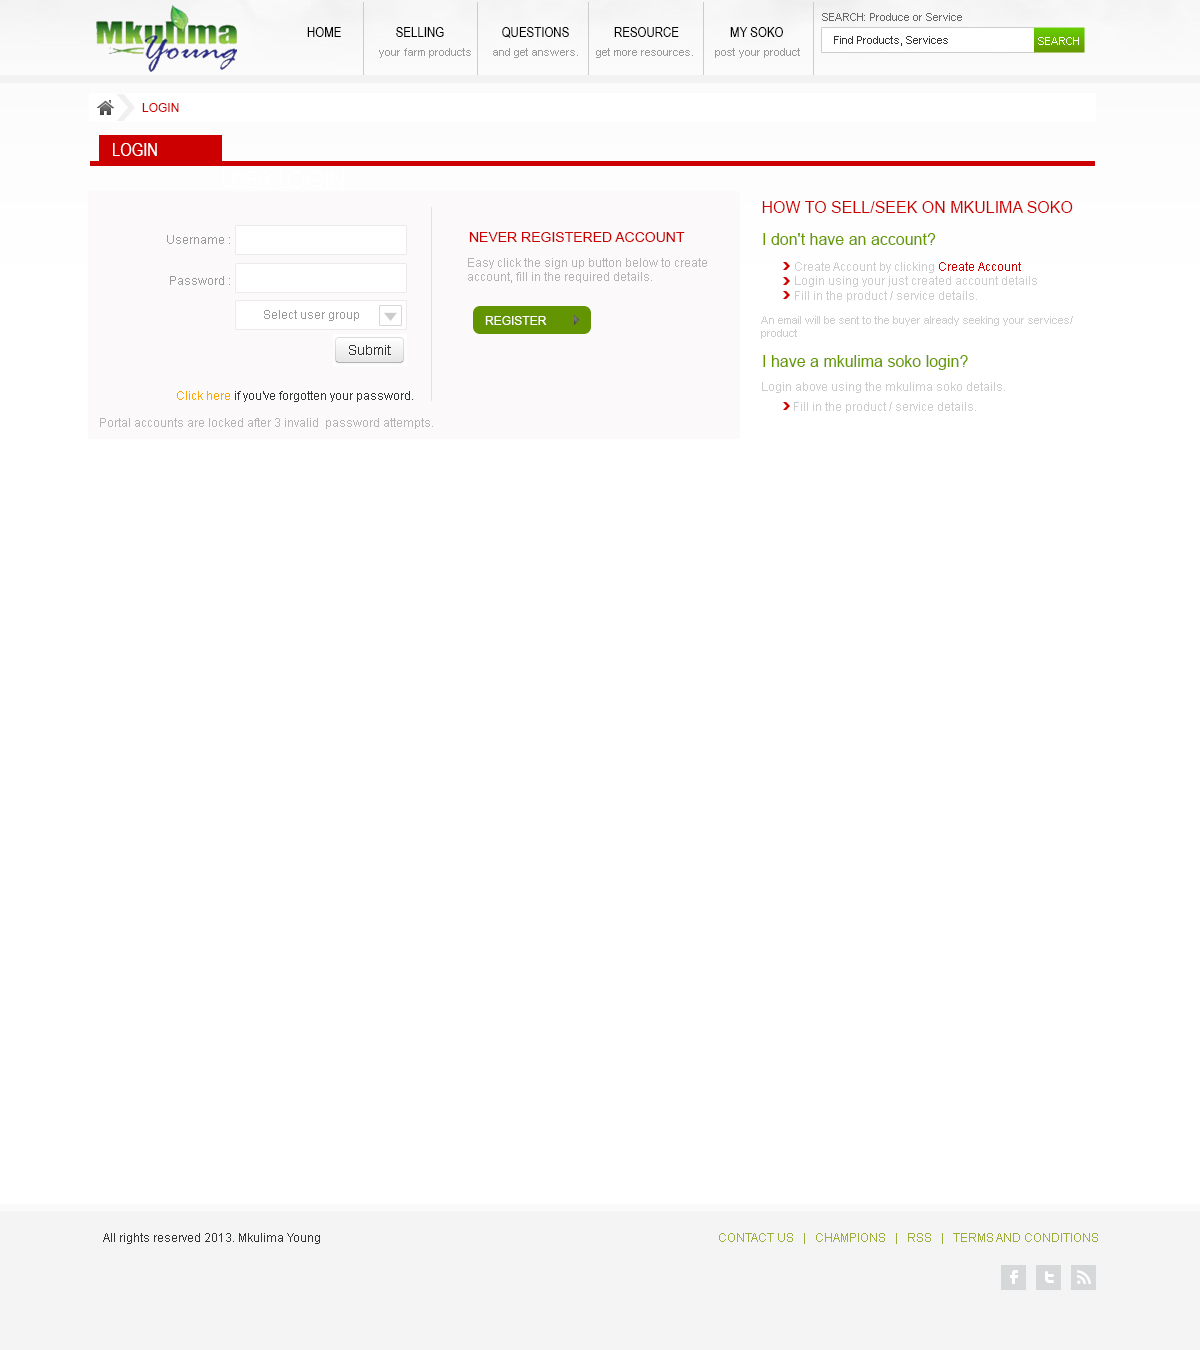 Mkulima
Young
HOME
SELLING
your farm products
QUESTIONS
and get answers.
RESOURCE
get more resources.
MY SOKO
post your product
SEARCH: Produce or Service
Find Products, Services
SEARCH
LOGIN
LOGIN
Username :
Password :
Select user group
Submit
Click here if you've forgotten your password.
Portal accounts are locked after 3 invalid password attempts.
NEVER REGISTERED ACCOUNT
Easy click the sign up button below to create
account, fill in the required details.
REGISTER
HOW TO SELL/SEEK ON MKULIMA SOKO
I don't have an account?
Create Account by clicking Create Account
Login using your just created account details
Fill in the product / service details.
An email will be sent to the buyer already seeking your services/
product
I have a mkulima soko login?
Login above using the mkulima soko details.
Fill in the product / service details.
All rights reserved 2013. Mkulima Young
CONTACT US | CHAMPIONS | RSS | TERMS AND CONDITIONS